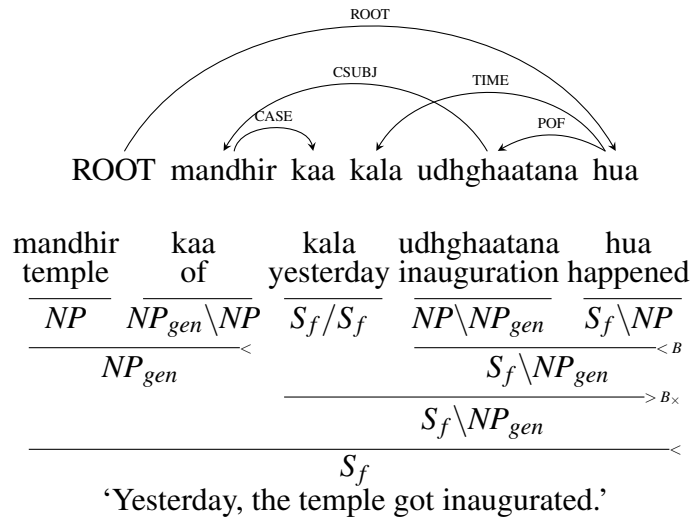 ROOT
CSUBJ TIME
CASE POF
ROOT mandhir kaa kala udhghaatana hua
mandhir kaa kala udhghaatana hua
temple of yesterday inauguration happened
NP NP_gen\NP S_f/S_f NP\NP_gen S_f\NP
< <B
NP_gen S_f\NP_gen
>B×
S_f\NP_gen
<
S_f
‘Yesterday, the temple got inaugurated.’